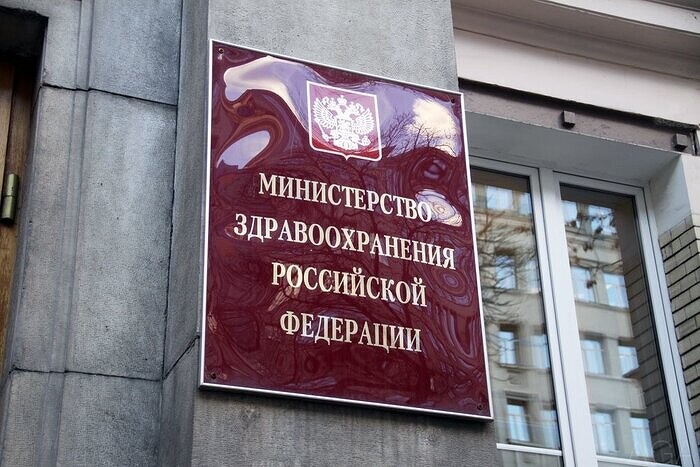 МИНИСТЕРСТВО
ЗДРАВООХРАНЕНИЯ
РОССИЙСКОЙ
ФЕДЕРАЦИИ